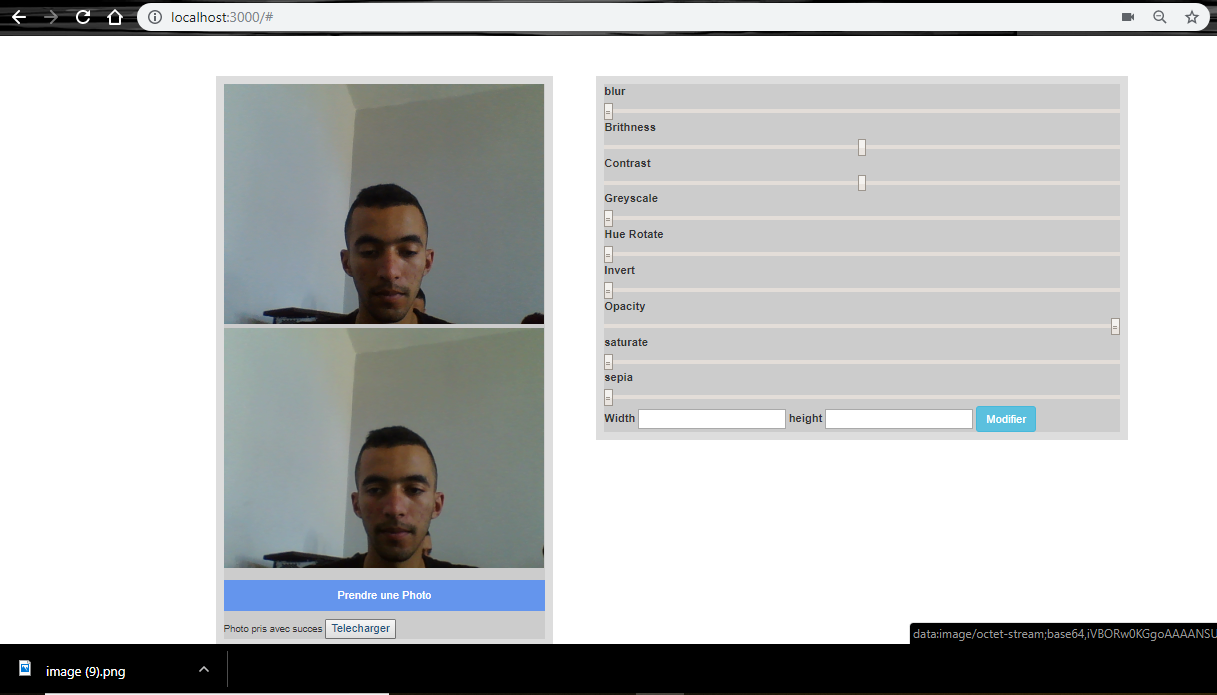 localhost:3000/#
blur
Brithness
Contrast
Greyscale
Hue Rotate
Invert
Opacity
saturate
sepia
Width height Modifier
Prendre une Photo
Photo pris avec succes Telecharger
data:image/octet-stream;base64,iVBORw0KGgoAAAANSU
image (9).png